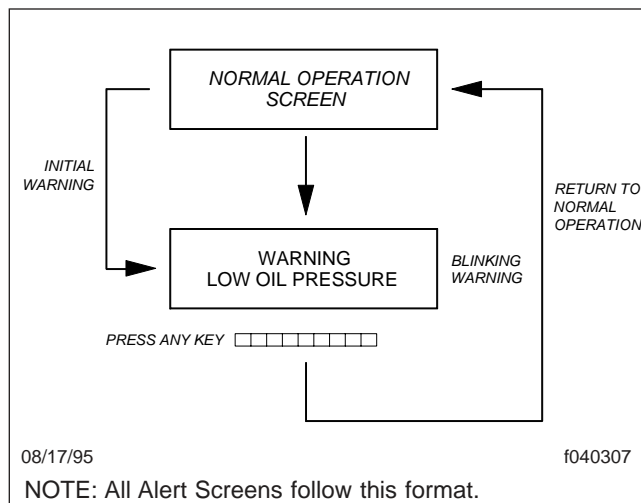 NORMAL OPERATION
SCREEN
INITIAL
WARNING
RETURN TO
NORMAL
OPERATION
WARNING
LOW OIL PRESSURE
BLINKING
WARNING
PRESS ANY KEY
08/17/95
f040307
NOTE: All Alert Screens follow this format.